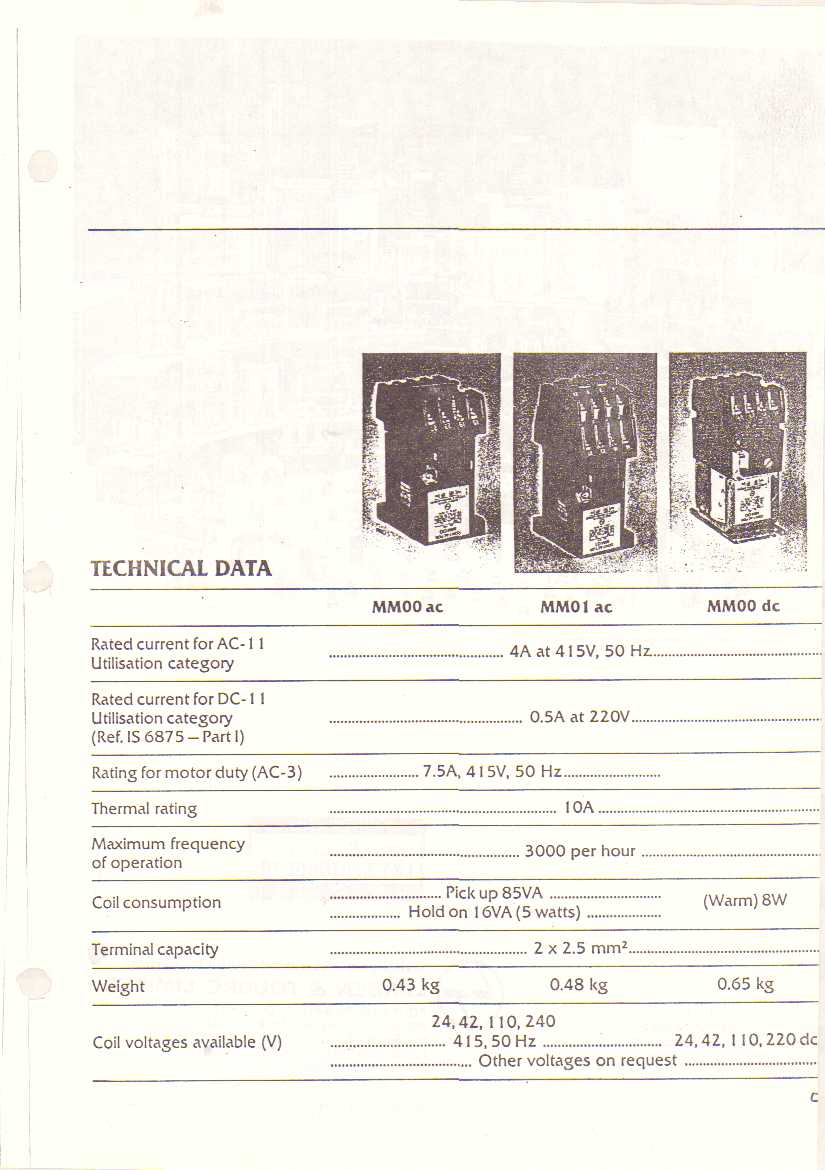 TECHNICAL DATA
MM00 ac MM01 ac MM00 dc
Rated current for AC-11
Utilisation category
4A at 415V, 50 Hz
Rated current for DC-11
Utilisation category
(Ref. IS 6875 – Part I)
0.5A at 220V
Rating for motor duty (AC-3) 7.5A, 415V, 50 Hz
Thermal rating 10A
Maximum frequency
of operation
3000 per hour
Coil consumption
Pick up 85VA
Hold on 16VA (5 watts)
(Warm) 8W
Terminal capacity 2 x 2.5 mm²
Weight 0.43 kg 0.48 kg 0.65 kg
Coil voltages available (V)
24, 42, 110, 240
415, 50 Hz
24, 42, 110, 220 dc
Other voltages on request